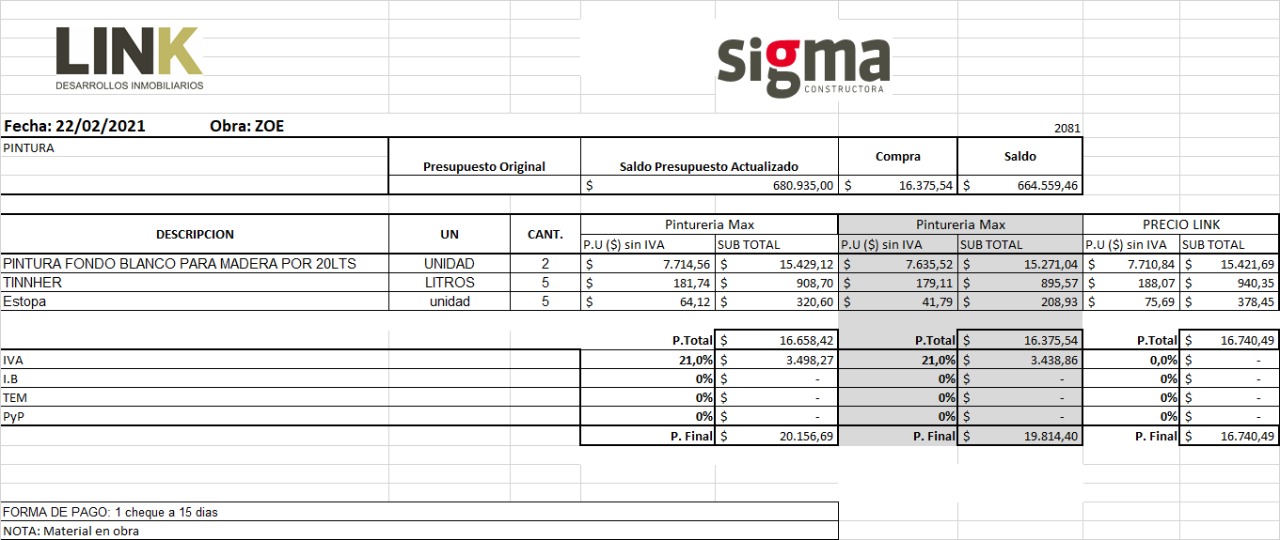 LINK
DESARROLLOS INMOBILIARIOS
sigma
CONSTRUCTORA
Fecha: 22/02/2021 Obra: ZOE 2081
PINTURA
Presupuesto Original Saldo Presupuesto Actualizado Compra Saldo
$ 680.935,00 $ 16.375,54 $ 664.559,46
DESCRIPCION UN CANT. Pintureria Max Pintureria Max PRECIO LINK
P.U ($) sin IVA SUB TOTAL P.U ($) sin IVA SUB TOTAL P.U ($) sin IVA SUB TOTAL
PINTURA FONDO BLANCO PARA MADERA POR 20LTS UNIDAD 2 $ 7.714,56 $ 15.429,12 $ 7.635,52 $ 15.271,04 $ 7.710,84 $ 15.421,69
TINNHER LITROS 5 $ 181,74 $ 908,70 $ 179,11 $ 895,57 $ 188,07 $ 940,35
Estopa unidad 5 $ 64,12 $ 320,60 $ 41,79 $ 208,93 $ 75,69 $ 378,45
P.Total $ 16.658,42 P.Total $ 16.375,54 P.Total $ 16.740,49
IVA 21,0% $ 3.498,27 21,0% $ 3.438,86 0,0% $ -
I.B 0% $ - 0% $ - 0% $ -
TEM 0% $ - 0% $ - 0% $ -
PyP 0% $ - 0% $ - 0% $ -
P. Final $ 20.156,69 P. Final $ 19.814,40 P. Final $ 16.740,49
FORMA DE PAGO: 1 cheque a 15 dias
NOTA: Material en obra